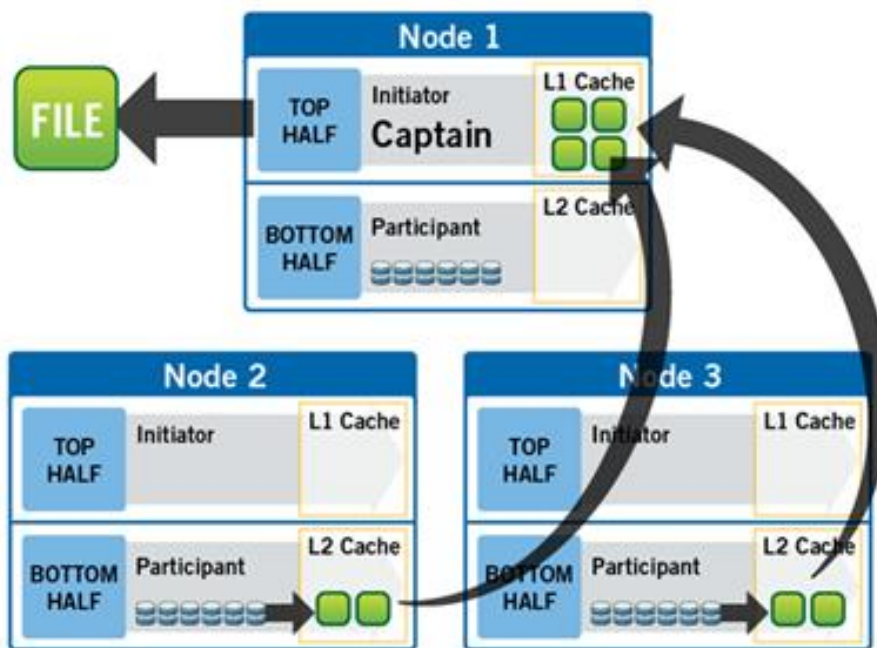 Node 1
FILE
TOP
HALF
Initiator
Captain
L1 Cache
BOTTOM
HALF
Participant
L2 Cache
Node 2
TOP
HALF
Initiator
L1 Cache
BOTTOM
HALF
Participant
L2 Cache
Node 3
TOP
HALF
Initiator
L1 Cache
BOTTOM
HALF
Participant
L2 Cache